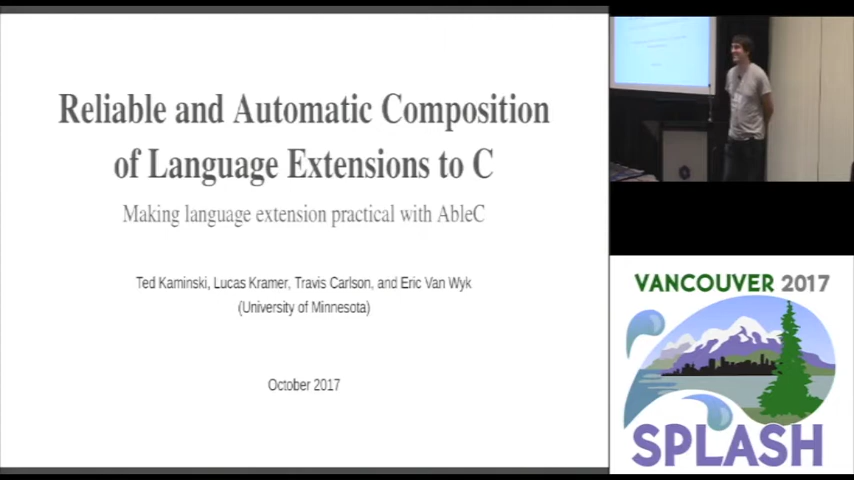 Reliable and Automatic Composition
of Language Extensions to C
Making language extension practical with AbleC
Ted Kaminski, Lucas Kramer, Travis Carlson, and Eric Van Wyk
(University of Minnesota)
October 2017
VANCOUVER 2017
SPLASH